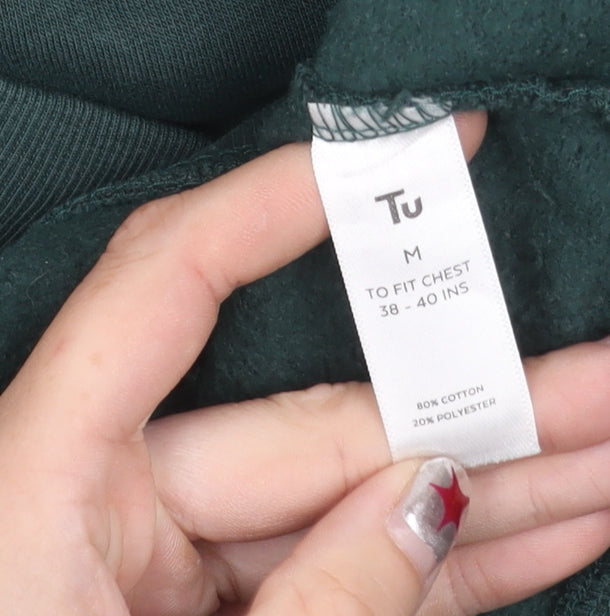 Tu
M
TO FIT CHEST
38 - 40 INS
80% COTTON
20% POLYESTER